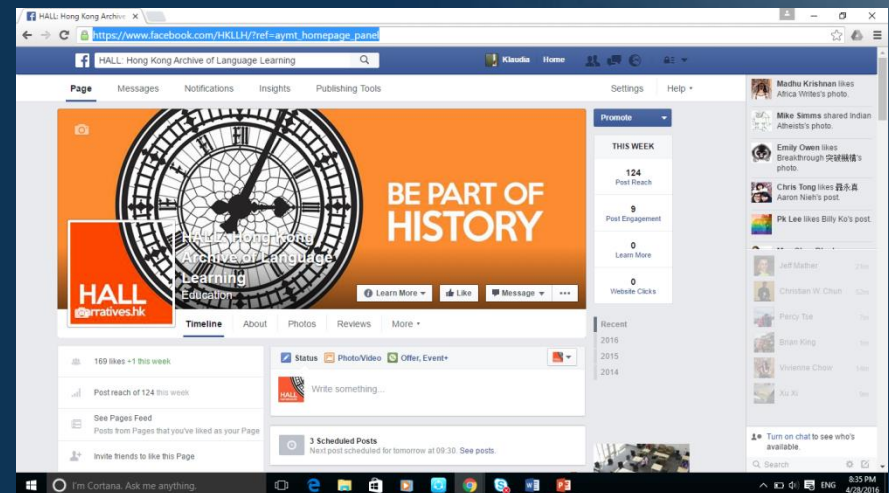 HALL: Hong Kong Archive
https://www.facebook.com/HKLLH/?ref=aymt_homepage_panel
HALL: Hong Kong Archive of Language Learning
Klaudia Home
Page Messages Notifications Insights Publishing Tools Settings Help
BE PART OF
HISTORY
HALL
narratives.hk
HALL: Hong Kong
Archive of Language
Learning
Education
Learn More Like Message
Timeline About Photos Reviews More
169 likes +1 this week
Post reach of 124 this week
See Pages Feed
Posts from Pages that you've liked as your Page
Invite friends to like this Page
Status Photo/Video Offer, Event+
HALL
Write something...
3 Scheduled Posts
Next post scheduled for tomorrow at 09:30. See posts.
Promote
THIS WEEK
124
Post Reach
9
Post Engagement
0
Learn More
0
Website Clicks
Recent
2016
2015
2014
Madhu Krishnan likes
Africa Writes's photo.
Mike Simms shared Indian
Atheists's photo.
Emily Owen likes
Breakthrough 突破機構's
photo.
Chris Tong likes 聶永真
Aaron Nieh's post.
Pk Lee likes Billy Ko's post.
Jeff Mather
Christian W. Chun
Percy Tse
Brian King
Vivienne Chow
Xu Xi
Turn on chat to see who's
available.
Search
I'm Cortana. Ask me anything.
ENG
8:35 PM
4/28/2016